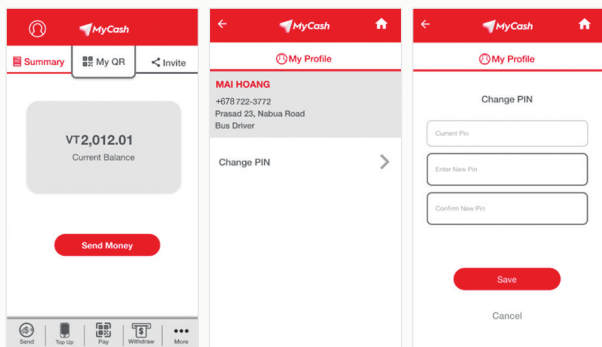 MyCash
Summary
My QR
Invite
VT2,012.01
Current Balance
Send Money
Send
Top Up
Pay
Withdraw
More
MyCash
My Profile
MAI HOANG
+678 722-3772
Prasad 23, Nabua Road
Bus Driver
Change PIN
MyCash
My Profile
Change PIN
Current Pin
Enter New Pin
Confirm New Pin
Save
Cancel